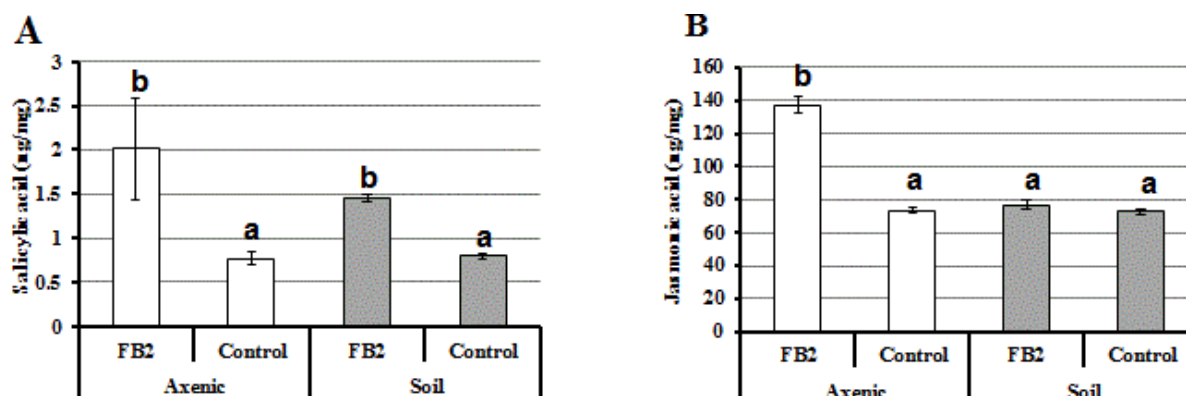 A
Salicylic acid (ng/mg)
3
2.5
2
1.5
1
0.5
0
b
a
b
a
FB2 Control FB2 Control
Axenic Soil
B
Jasmonic acid (ng/mg)
160
140
120
100
80
60
40
20
0
b
a
a
a
FB2 Control FB2 Control
Axenic Soil